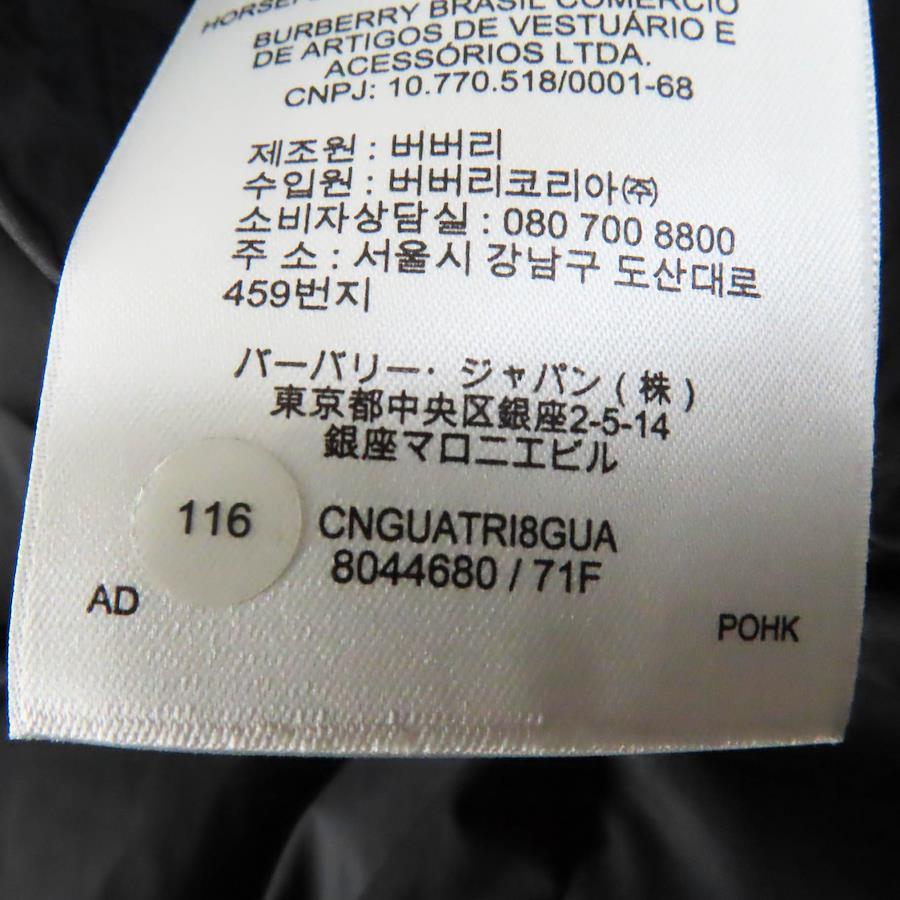 BURBERRY BRASIL COMÉRCIO
DE ARTIGOS DE VESTUÁRIO E
ACESSÓRIOS LTDA.
CNPJ: 10.770.518/0001-68
제조원 : 버버리
수입원 : 버버리코리아㈜
소비자상담실 : 080 700 8800
주 소 : 서울시 강남구 도산대로
459번지
バーバリー・ジャパン ( 株 )
東京都中央区銀座2-5-14
銀座マロニエビル
116
CNGUATRI8GUA
8044680 / 71F
AD
POHK